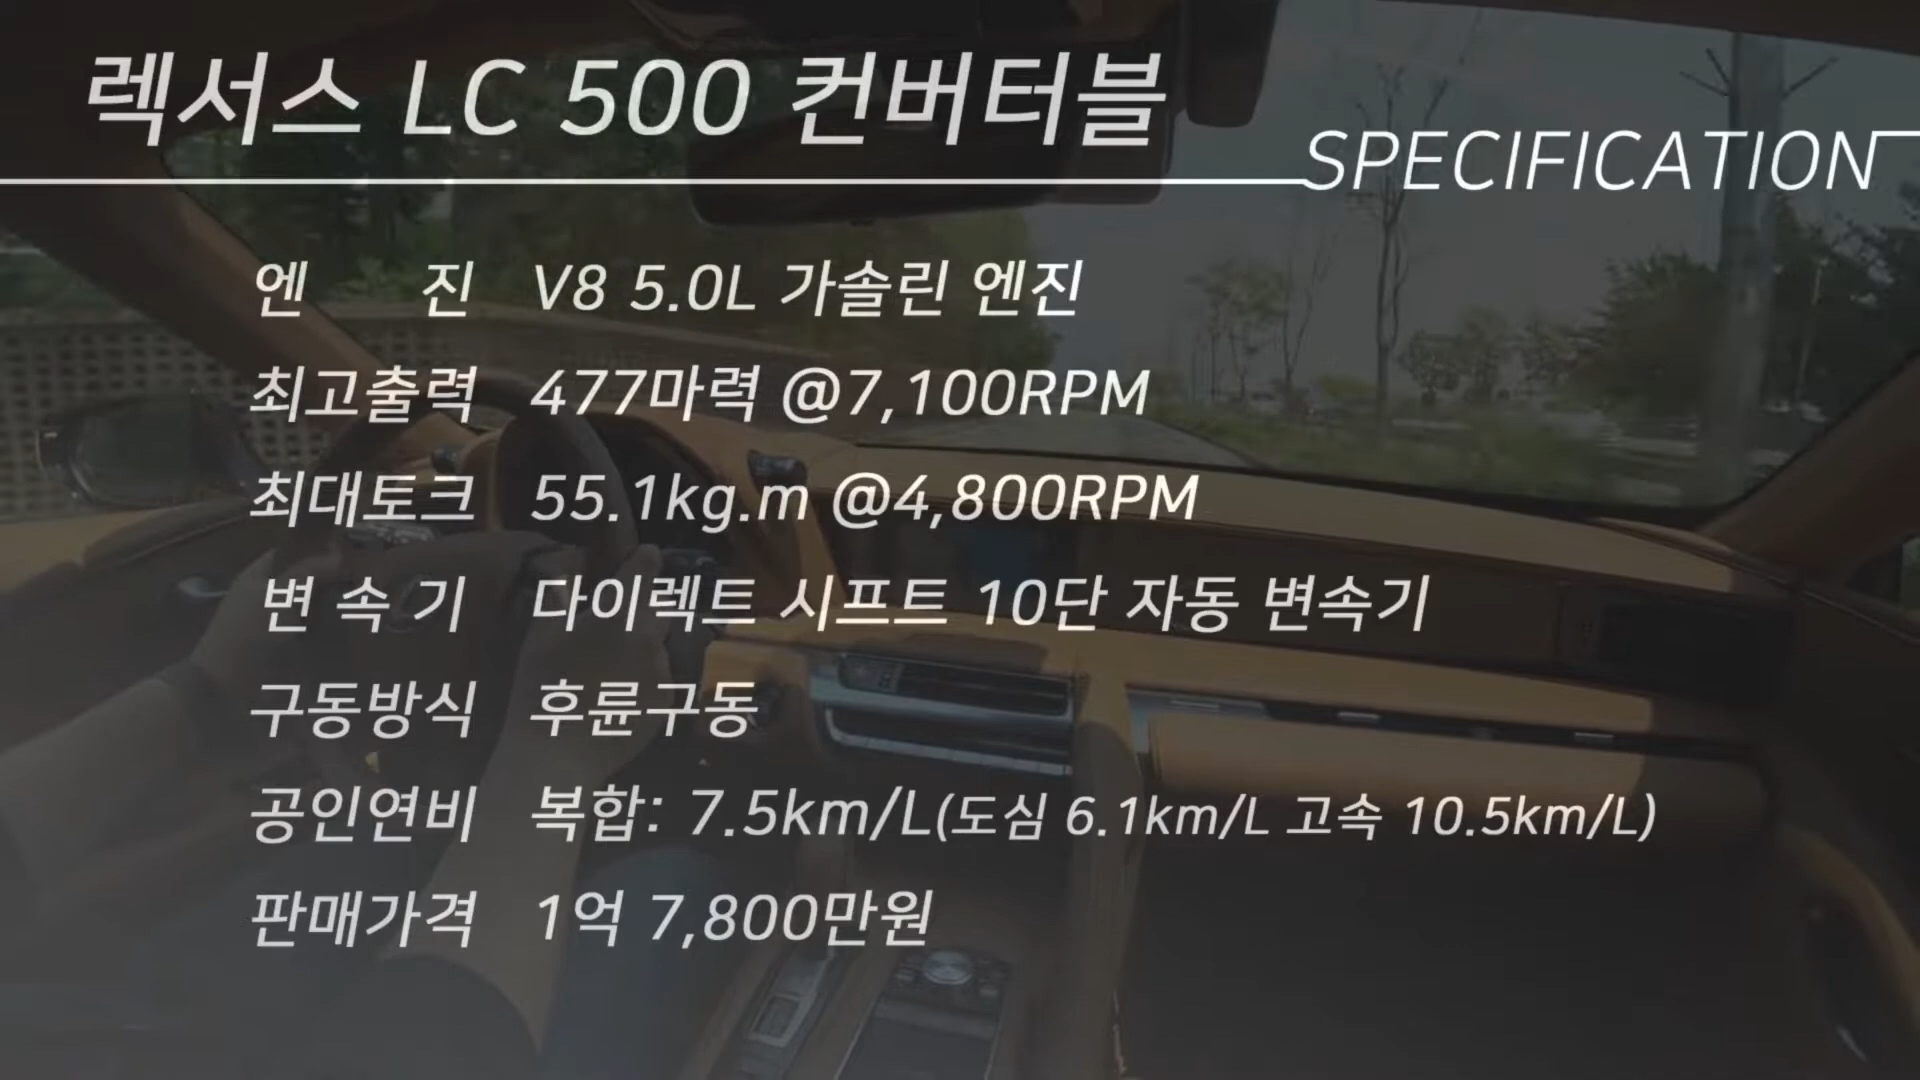 렉서스 LC 500 컨버터블
SPECIFICATION
엔 진 V8 5.0L 가솔린 엔진
최고출력 477마력 @7,100RPM
최대토크 55.1kg.m @4,800RPM
변 속 기 다이렉트 시프트 10단 자동 변속기
구동방식 후륜구동
공인연비 복합: 7.5km/L(도심 6.1km/L 고속 10.5km/L)
판매가격 1억 7,800만원